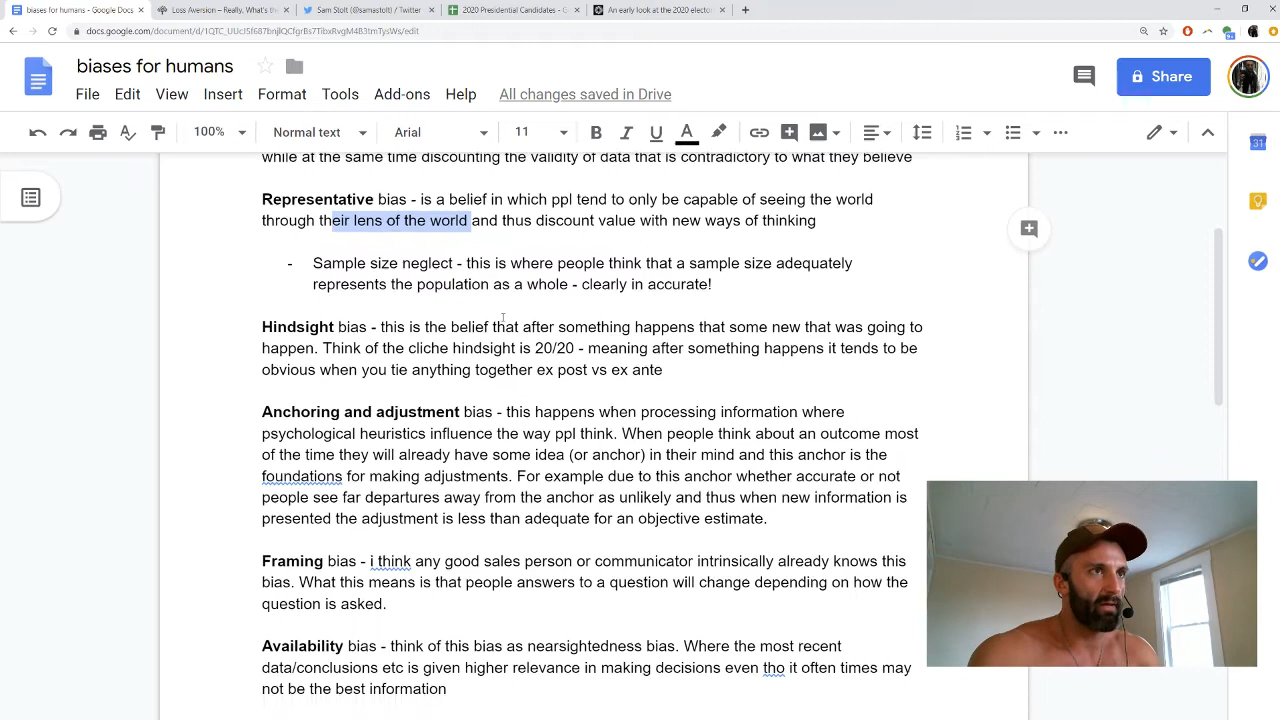 biases for humans - Google Docs
Loss Aversion – Really, What's th
Sam Stolt (@samastolt) / Twitter
2020 Presidential Candidates - G
An early look at the 2020 electo
biases for humans
Share
File Edit View Insert Format Tools Add-ons Help All changes saved in Drive
100% Normal text Arial 11
while at the same time discounting the validity of data that is contradictory to what they believe
Representative bias - is a belief in which ppl tend to only be capable of seeing the world
through their lens of the world and thus discount value with new ways of thinking
- Sample size neglect - this is where people think that a sample size adequately
represents the population as a whole - clearly in accurate!
Hindsight bias - this is the belief that after something happens that some new that was going to
happen. Think of the cliche hindsight is 20/20 - meaning after something happens it tends to be
obvious when you tie anything together ex post vs ex ante
Anchoring and adjustment bias - this happens when processing information where
psychological heuristics influence the way ppl think. When people think about an outcome most
of the time they will already have some idea (or anchor) in their mind and this anchor is the
foundations for making adjustments. For example due to this anchor whether accurate or not
people see far departures away from the anchor as unlikely and thus when new information is
presented the adjustment is less than adequate for an objective estimate.
Framing bias - i think any good sales person or communicator intrinsically already knows this
bias. What this means is that people answers to a question will change depending on how the
question is asked.
Availability bias - think of this bias as nearsightedness bias. Where the most recent
data/conclusions etc is given higher relevance in making decisions even tho it often times may
not be the best information